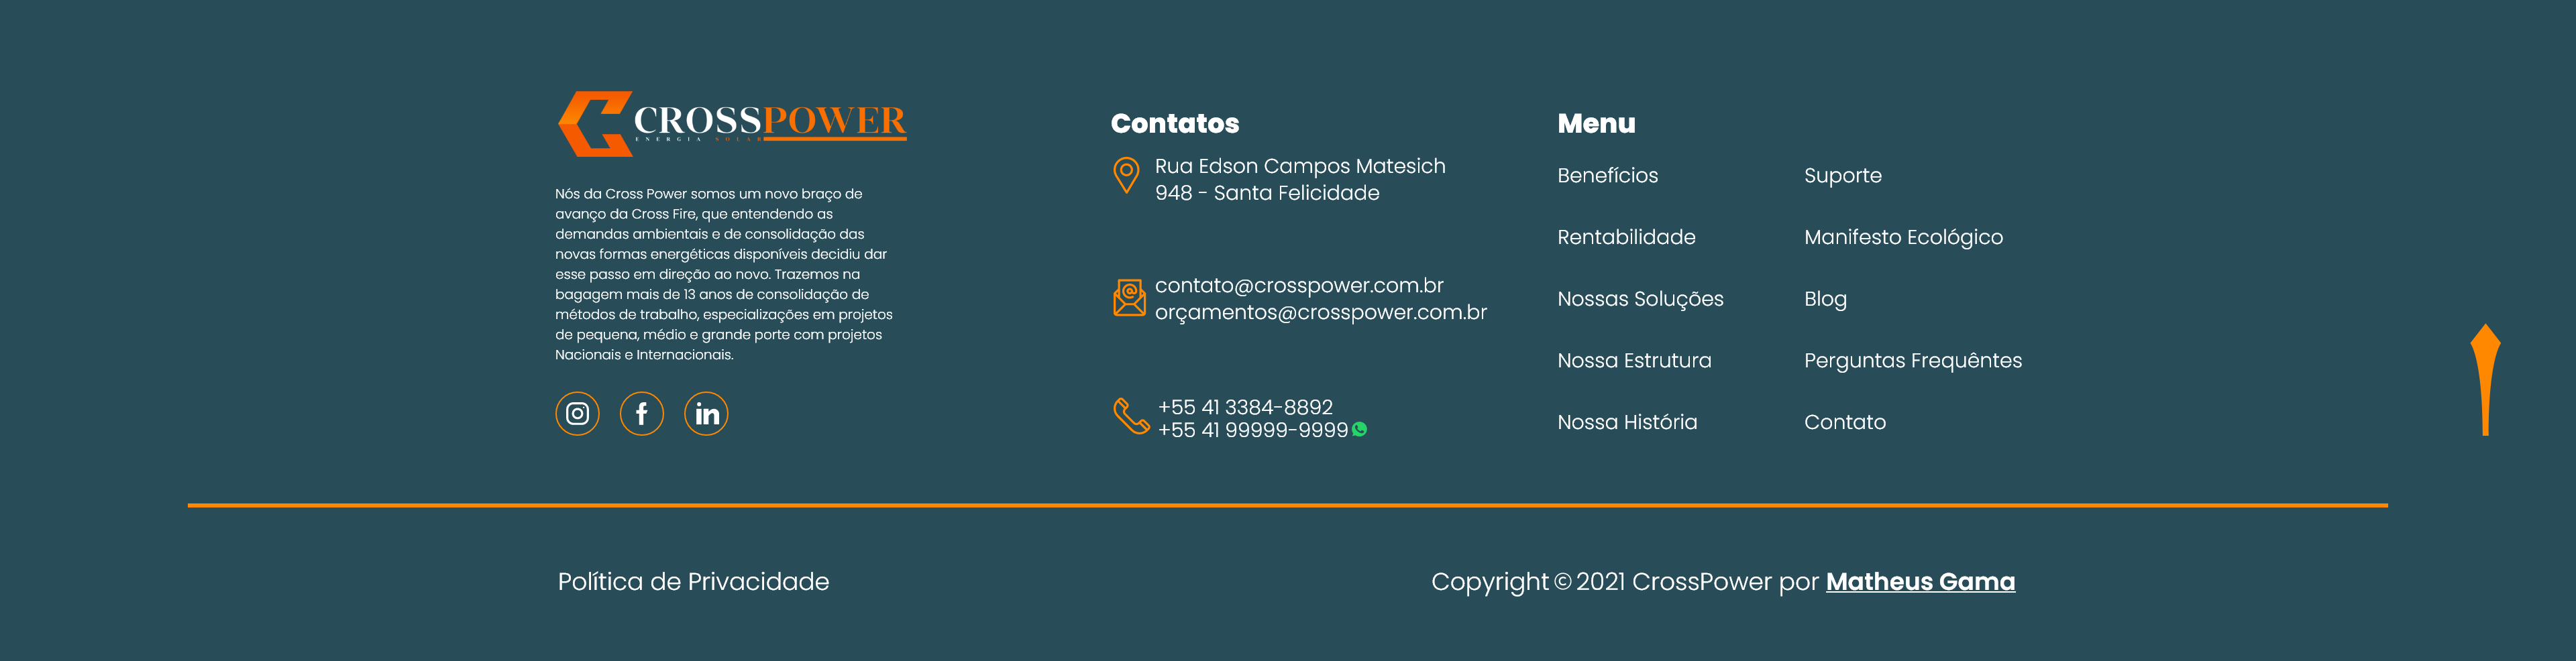 CROSSPOWER
ENERGIA SOLAR
Nós da Cross Power somos um novo braço de
avanço da Cross Fire, que entendendo as
demandas ambientais e de consolidação das
novas formas energéticas disponíveis decidiu dar
esse passo em direção ao novo. Trazemos na
bagagem mais de 13 anos de consolidação de
métodos de trabalho, especializações em projetos
de pequena, médio e grande porte com projetos
Nacionais e Internacionais.
Contatos
Rua Edson Campos Matesich
948 - Santa Felicidade
contato@crosspower.com.br
orçamentos@crosspower.com.br
+55 41 3384-8892
+55 41 99999-9999
Menu
Benefícios
Rentabilidade
Nossas Soluções
Nossa Estrutura
Nossa História
Suporte
Manifesto Ecológico
Blog
Perguntas Frequêntes
Contato
Política de Privacidade
Copyright © 2021 CrossPower por Matheus Gama